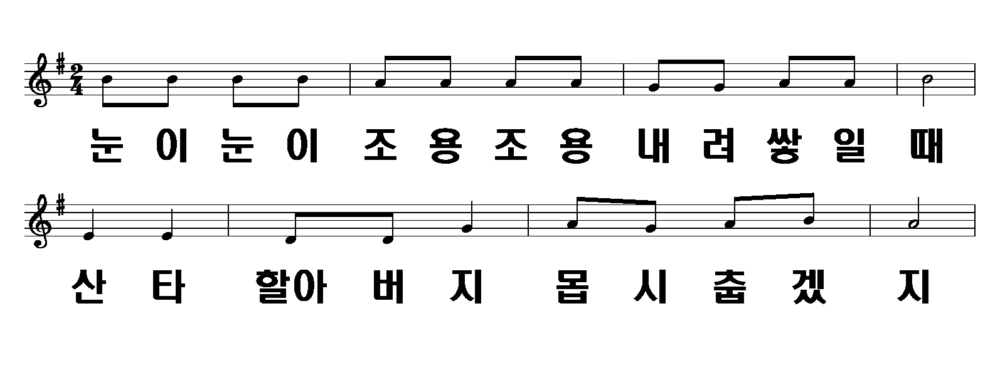 눈 이 눈 이 조 용 조 용 내 려 쌓 일 때
산 타 할아 버 지 몹 시 춥 겠 지